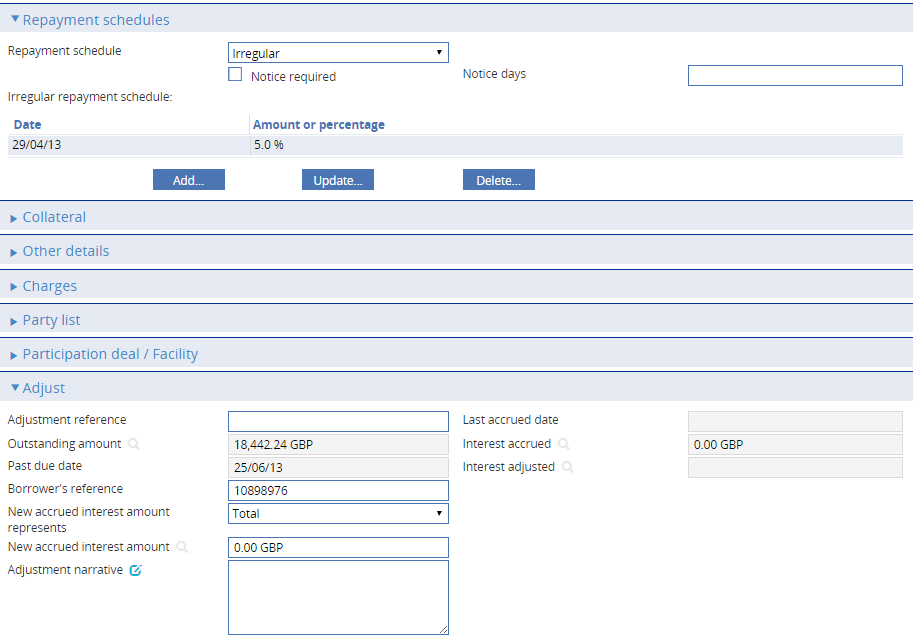 Repayment schedules
Repayment schedule Irregular
Notice required Notice days
Irregular repayment schedule:
Date Amount or percentage
29/04/13 5.0 %
Add... Update... Delete...
Collateral
Other details
Charges
Party list
Participation deal / Facility
Adjust
Adjustment reference Last accrued date
Outstanding amount 18,442.24 GBP Interest accrued 0.00 GBP
Past due date 25/06/13 Interest adjusted
Borrower's reference 10898976
New accrued interest amount Total
represents
New accrued interest amount 0.00 GBP
Adjustment narrative